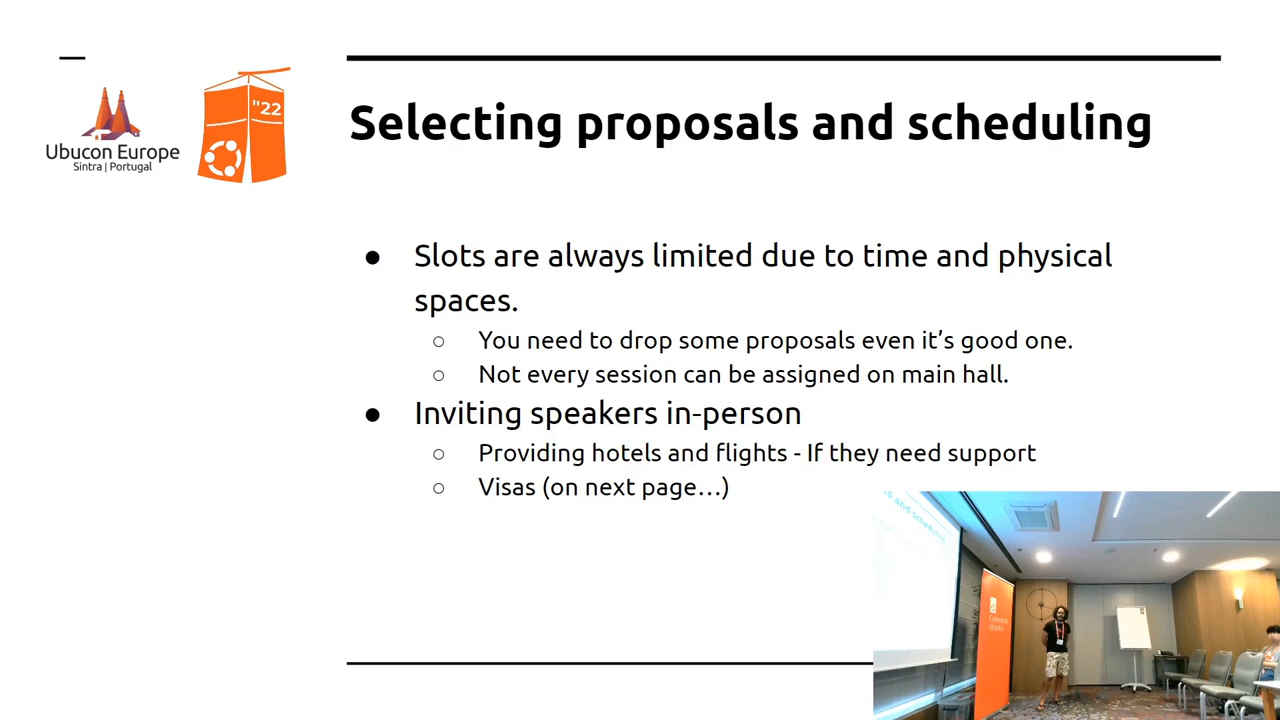 Selecting proposals and scheduling
"22
Ubucon Europe
Sintra | Portugal
● Slots are always limited due to time and physical
spaces.
○ You need to drop some proposals even it's good one.
○ Not every session can be assigned on main hall.
● Inviting speakers in-person
○ Providing hotels and flights - If they need support
○ Visas (on next page…)
Canonical
Ubuntu